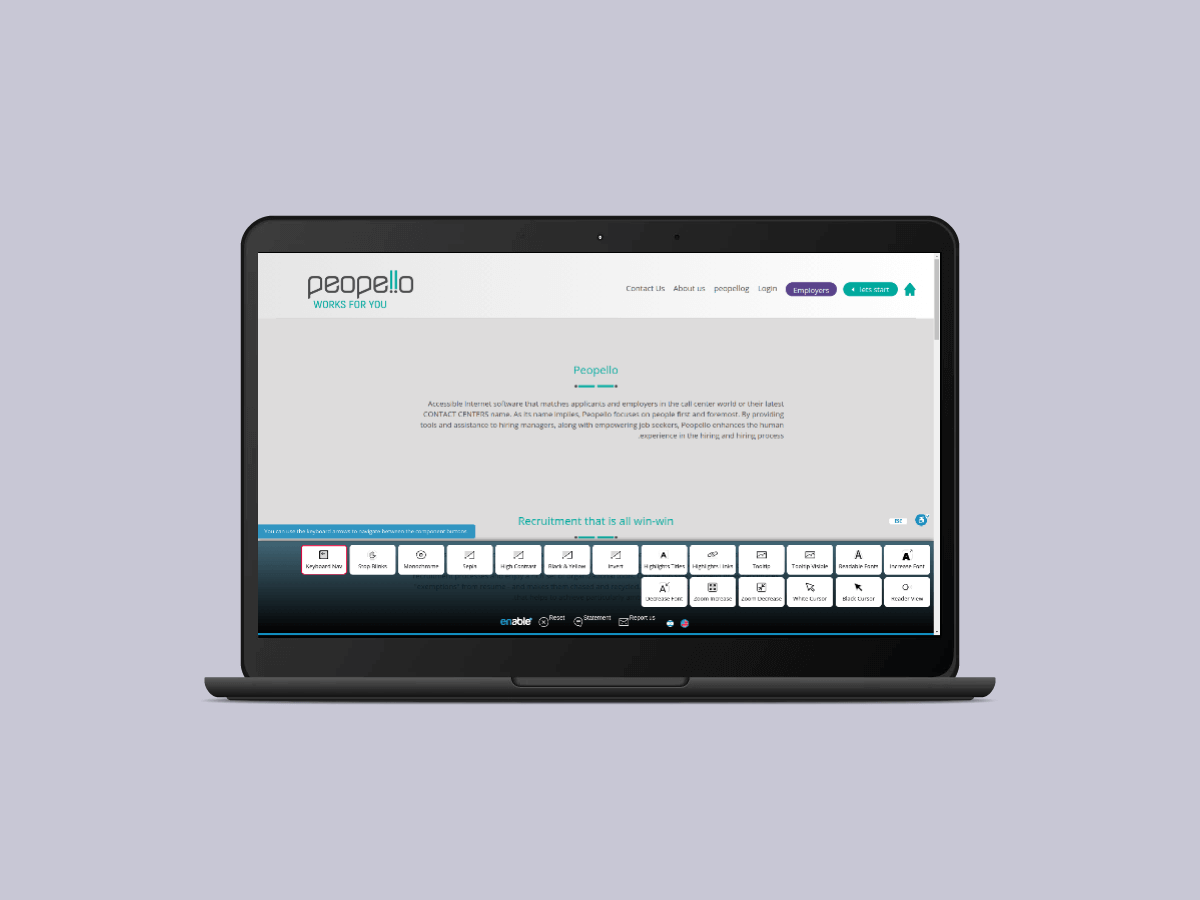 peopello
WORKS FOR YOU
Contact Us About us peopellog Login Employers lets start
Peopello
Accessible Internet software that matches applicants and employers in the call center world or their latest
CONTACT CENTERS name. As its name implies, Peopello focuses on people first and foremost. By providing
tools and assistance to hiring managers, along with empowering job seekers, Peopello enhances the human
.experience in the hiring and hiring process
Recruitment that is all win-win
ESC
You can use the keyboard arrows to navigate between the component buttons
Keyboard Nav Stop Blinks Monochrome Sepia High Contrast Black & Yellow Invert Highlights Titles Highlights Links Tooltip Tooltip Visible Readable Fonts Increase Font
Decrease Font Zoom Increase Zoom Decrease White Cursor Black Cursor Reader View
enable Reset Statement Report us